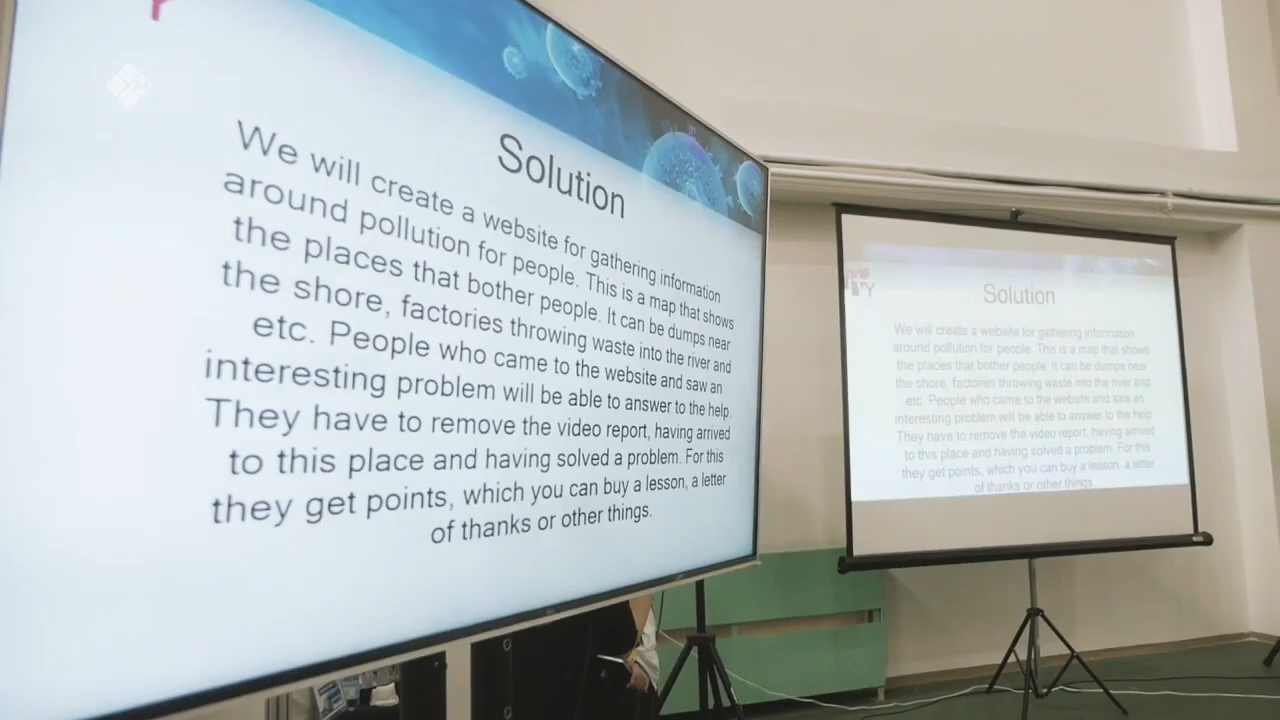 Solution
We will create a website for gathering information
around pollution for people. This is a map that shows
the places that bother people. It can be dumps near
the shore, factories throwing waste into the river and
etc. People who came to the website and saw an
interesting problem will be able to answer to the help.
They have to remove the video report, having arrived
to this place and having solved a problem. For this
they get points, which you can buy a lesson, a letter
of thanks or other things.
Solution
We will create a website for gathering information
around pollution for people. This is a map that shows
the places that bother people. It can be dumps near
the shore, factories throwing waste into the river and
etc. People who came to the website and saw an
interesting problem will be able to answer to the help.
They have to remove the video report, having arrived
to this place and having solved a problem. For this
they get points, which you can buy a lesson, a letter
of thanks or other things.